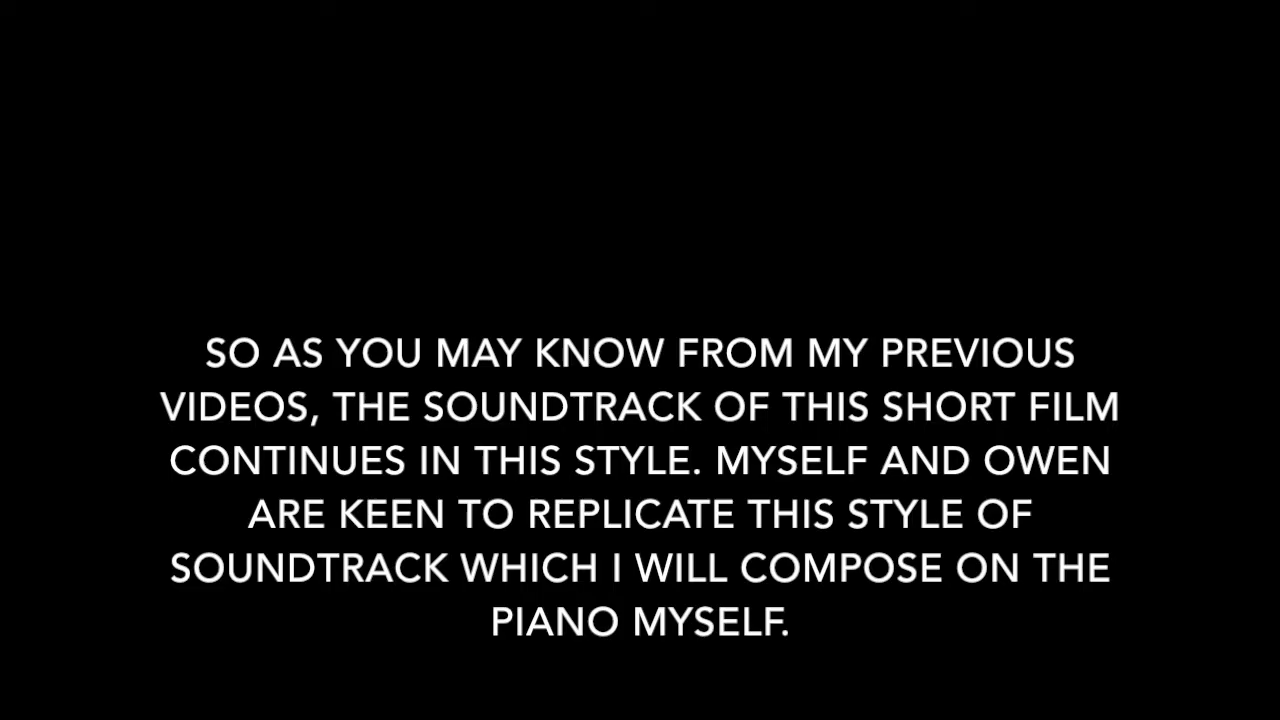 SO AS YOU MAY KNOW FROM MY PREVIOUS
VIDEOS, THE SOUNDTRACK OF THIS SHORT FILM
CONTINUES IN THIS STYLE. MYSELF AND OWEN
ARE KEEN TO REPLICATE THIS STYLE OF
SOUNDTRACK WHICH I WILL COMPOSE ON THE
PIANO MYSELF.